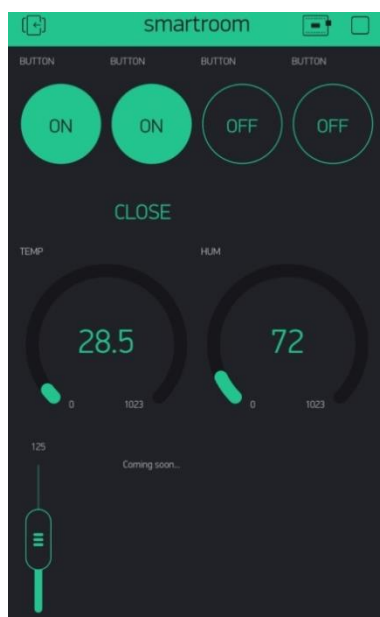 smartroom
BUTTON BUTTON BUTTON BUTTON
ON ON OFF OFF
CLOSE
TEMP HUM
28.5 72
0 1023 0 1023
125
Coming soon...